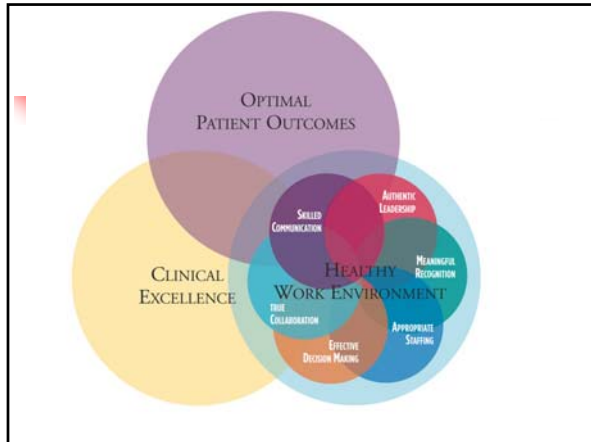 OPTIMAL
PATIENT OUTCOMES
AUTHENTIC
LEADERSHIP
SKILLED
COMMUNICATION
MEANINGFUL
RECOGNITION
CLINICAL
EXCELLENCE
HEALTHY
WORK ENVIRONMENT
TRUE
COLLABORATION
APPROPRIATE
STAFFING
EFFECTIVE
DECISION MAKING